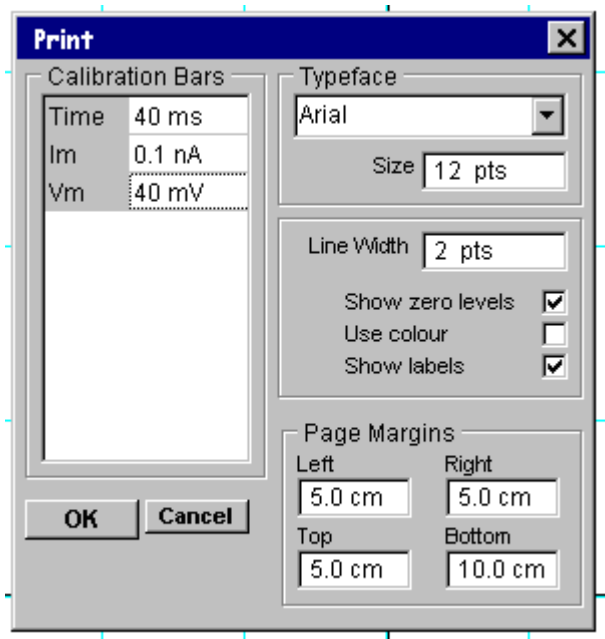 Print
Calibration Bars
Time 40 ms
Im 0.1 nA
Vm 40 mV
OK Cancel
Typeface
Arial
Size 12 pts
Line Width 2 pts
Show zero levels
Use colour
Show labels
Page Margins
Left Right
5.0 cm 5.0 cm
Top Bottom
5.0 cm 10.0 cm